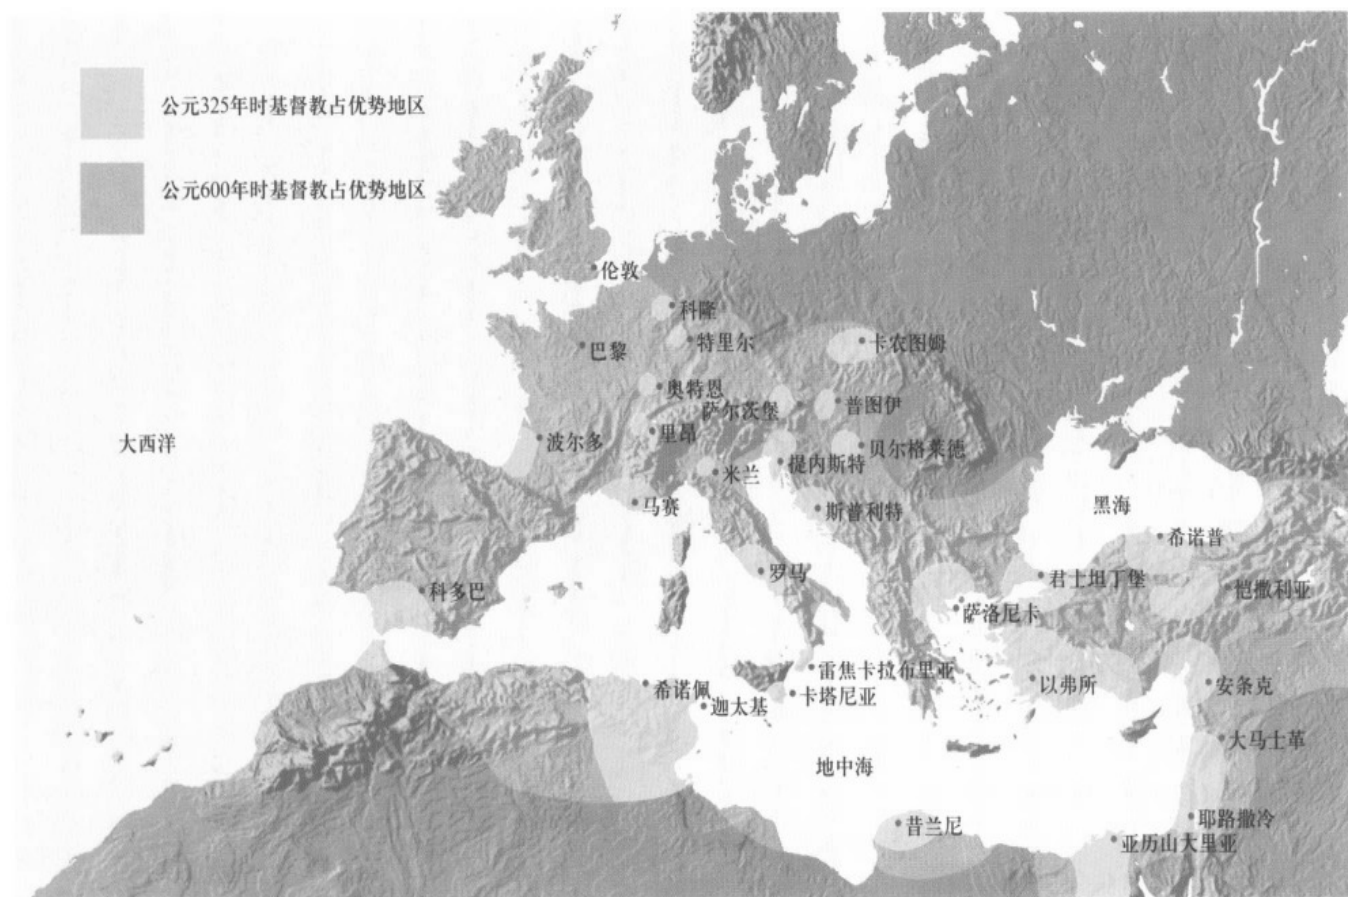 公元325年时基督教占优势地区
公元600年时基督教占优势地区
伦敦
科隆
特里尔
卡农图姆
巴黎
奥特恩
萨尔茨堡
普图伊
大西洋
波尔多
里昂
提内斯特
贝尔格莱德
米兰
马赛
斯普利特
黑海
希诺普
罗马
君士坦丁堡
恺撒利亚
科多巴
萨洛尼卡
雷焦卡拉布里亚
希诺佩
卡塔尼亚
以弗所
安条克
迦太基
大马士革
地中海
昔兰尼
耶路撒冷
亚历山大里亚